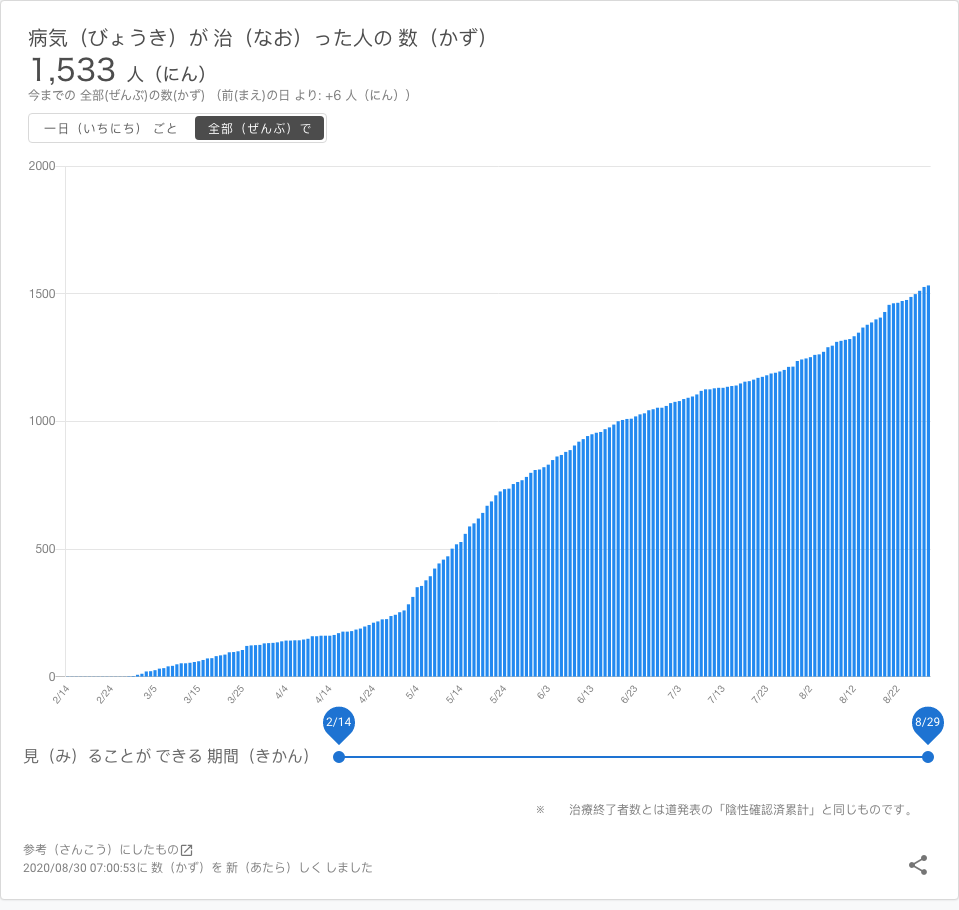 病気（びょうき）が 治（なお）った人の 数（かず）
1,533 人（にん）
今までの 全部(ぜんぶ)の数(かず) （前(まえ)の日 より: +6 人（にん））
一日（いちにち） ごと 全部（ぜんぶ）で
2000
1500
1000
500
0
2/14 2/24 3/5 3/15 3/25 4/4 4/14 4/24 5/4 5/14 5/24 6/3 6/13 6/23 7/3 7/13 7/23 8/2 8/12 8/22
2/14 8/29
見（み）ることが できる 期間（きかん）
※ 治療終了者数とは道発表の「陰性確認済累計」と同じものです。
参考（さんこう）にしたもの
2020/08/30 07:00:53に 数（かず）を 新（あたら）しく しました